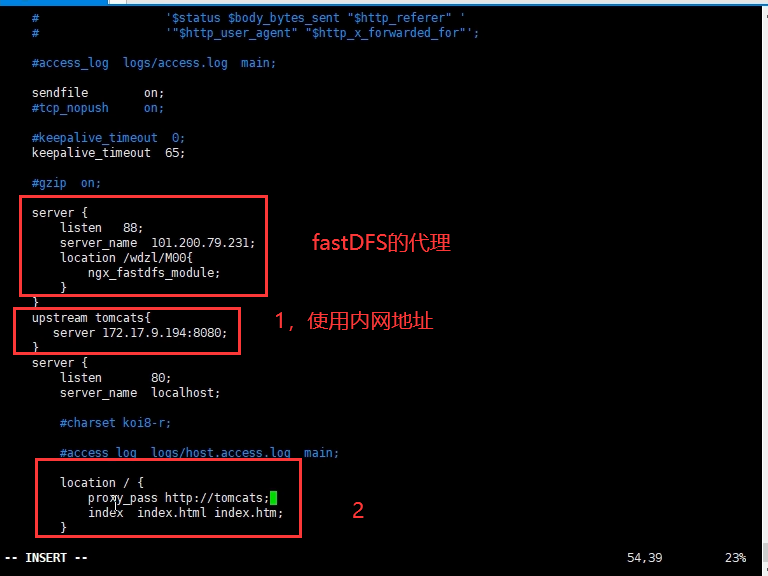 #                  '$status $body_bytes_sent "$http_referer" '
#                  '"$http_user_agent" "$http_x_forwarded_for"';
#access_log  logs/access.log  main;
sendfile        on;
#tcp_nopush     on;
#keepalive_timeout  0;
keepalive_timeout  65;
#gzip  on;
server {
listen   88;
server_name  101.200.79.231;
fastDFS的代理
location /wdzl/M00{
ngx_fastdfs_module;
}
}
upstream tomcats{
1，使用内网地址
server 172.17.9.194:8080;
}
server {
listen       80;
server_name  localhost;
#charset koi8-r;
#access_log  logs/host.access.log  main;
location / {
proxy_pass http://tomcats;
index  index.html index.htm;
2
}
-- INSERT --                    54,39         23%